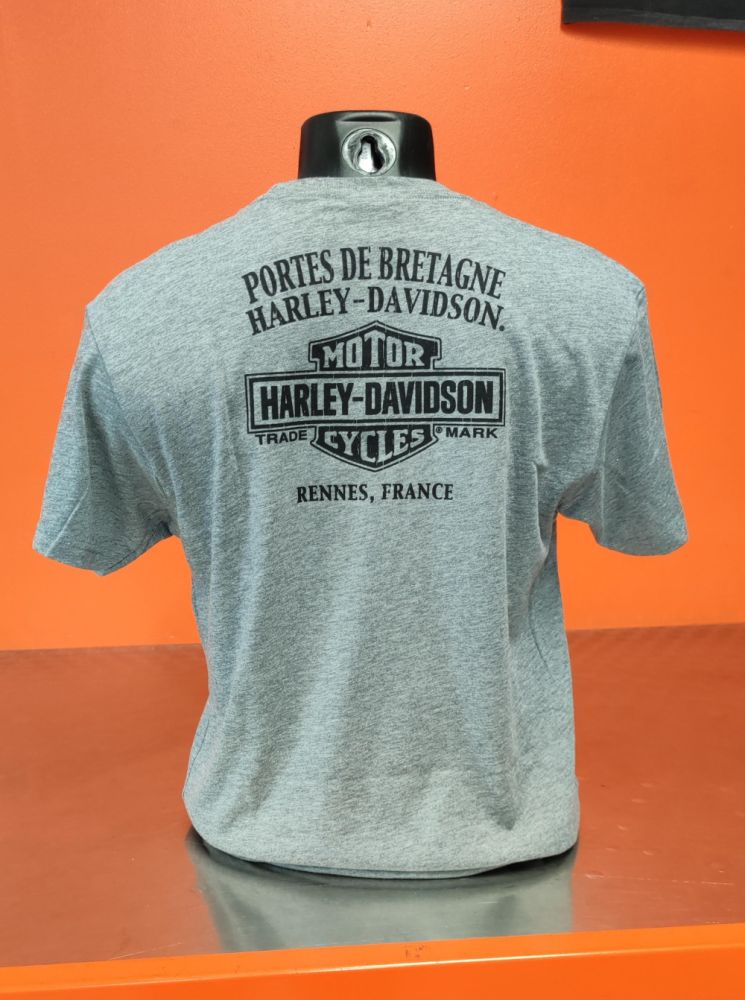 PORTES DE BRETAGNE
HARLEY-DAVIDSON.
MOTOR
HARLEY-DAVIDSON
TRADE CYCLES® MARK
RENNES, FRANCE